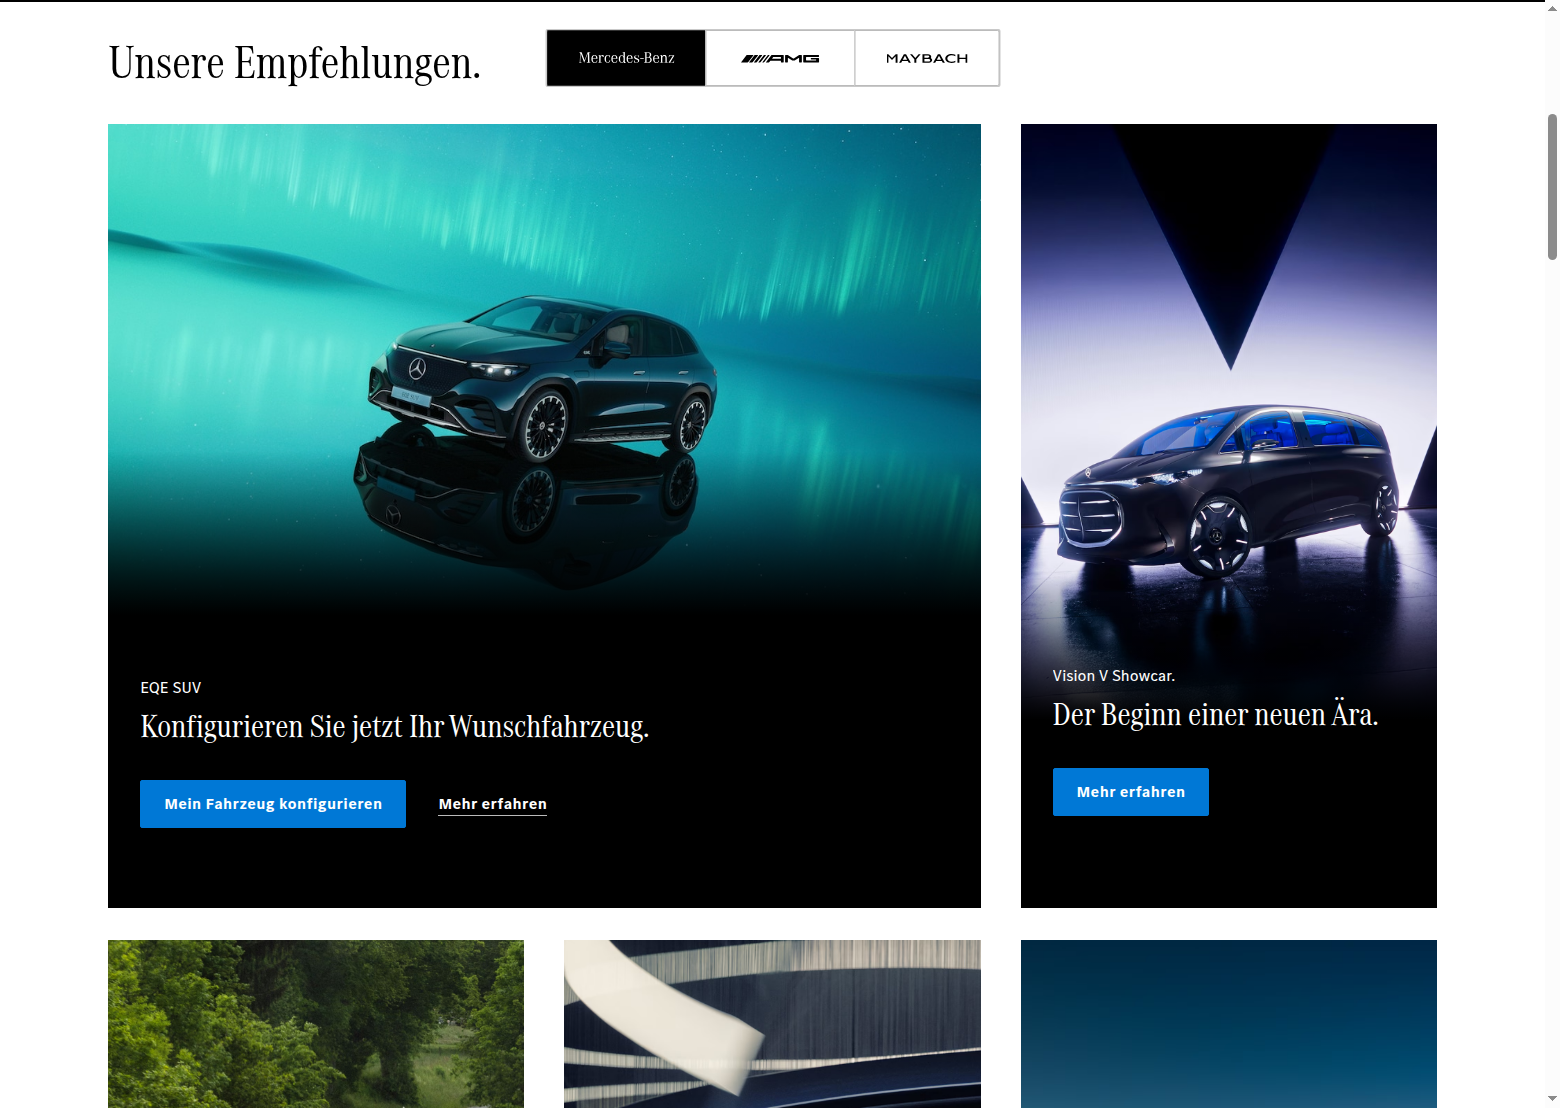 Unsere Empfehlungen.
Mercedes-Benz
AMG
MAYBACH
EQE SUV
Konfigurieren Sie jetzt Ihr Wunschfahrzeug.
Mein Fahrzeug konfigurieren
Mehr erfahren
Vision V Showcar.
Der Beginn einer neuen Ära.
Mehr erfahren